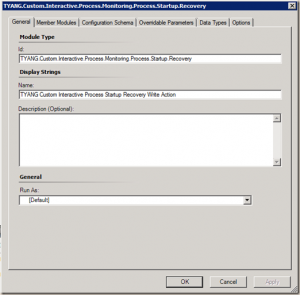 TYANG.Custom.Interactive.Process.Monitoring.Process.Startup.Recovery
General Member Modules Configuration Schema Overridable Parameters Data Types Options
Module Type
Id:
TYANG.Custom.Interactive.Process.Monitoring.Process.Startup.Recovery
Display Strings
Name:
TYANG Custom Interactive Process Startup Recovery Write Action
Description (Optional):
General
Run As:
[Default]
OK Cancel Apply